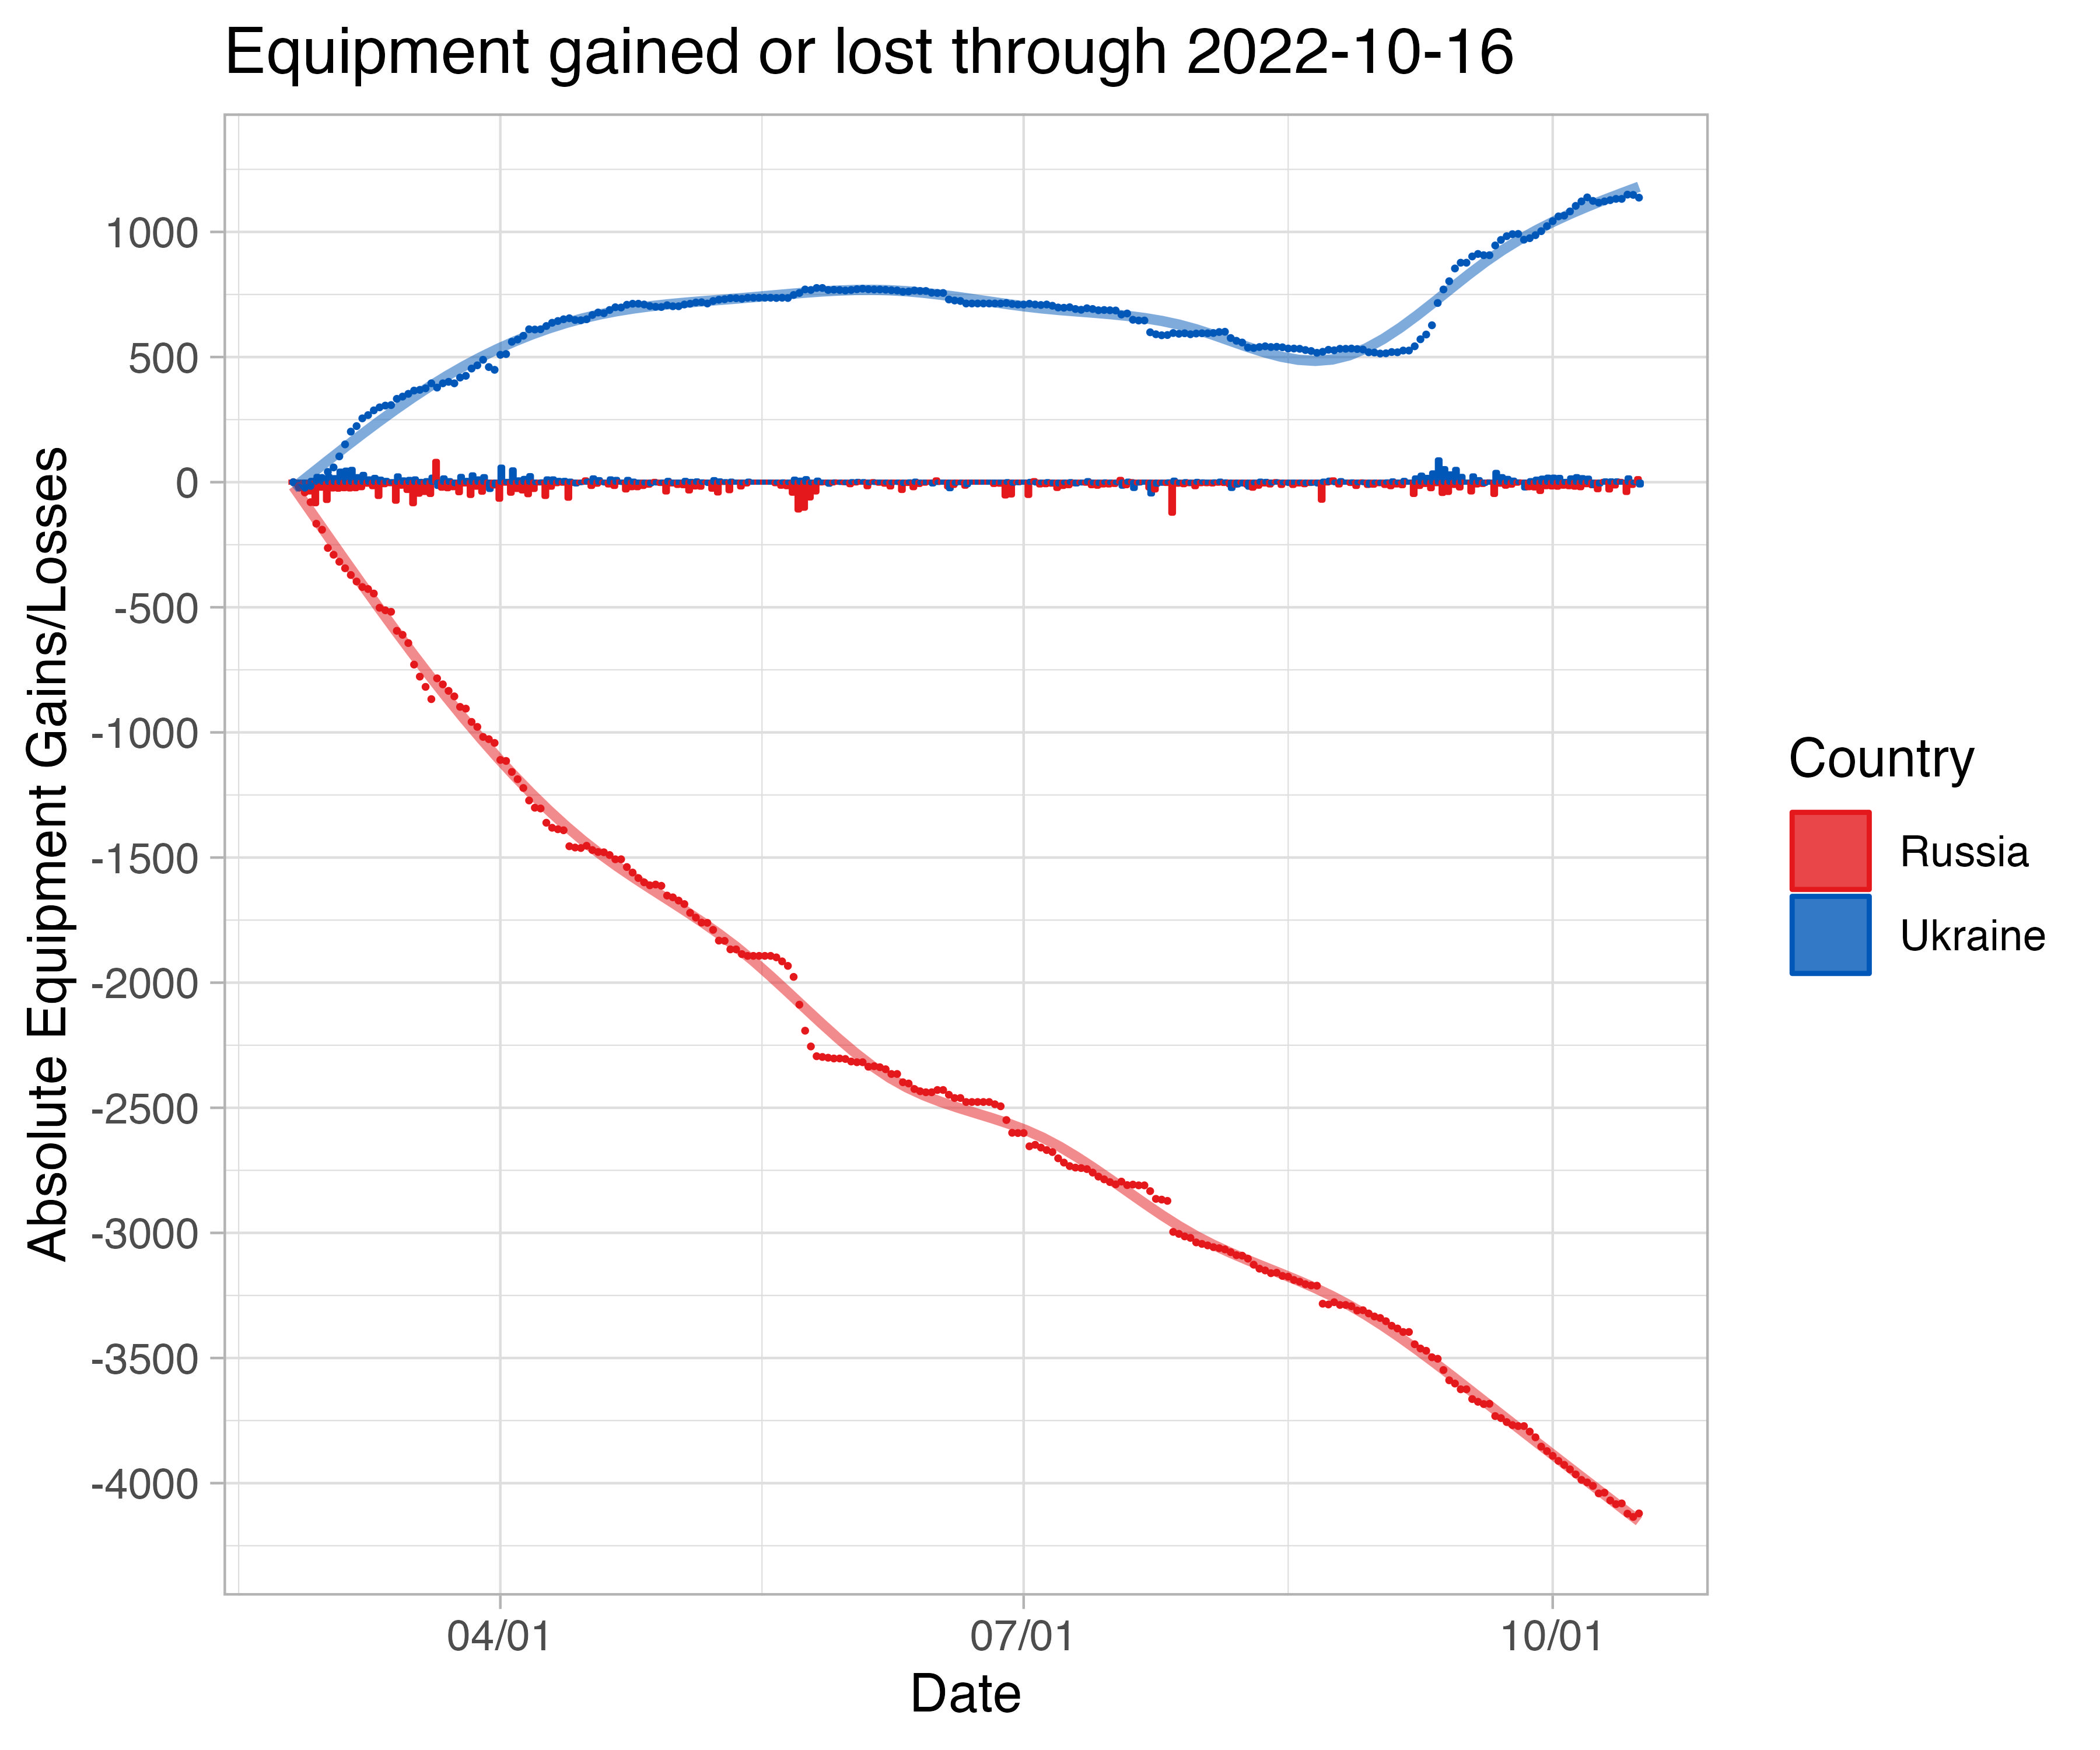 Equipment gained or lost through 2022-10-16
Absolute Equipment Gains/Losses
1000
500
0
-500
-1000
-1500
-2000
-2500
-3000
-3500
-4000
04/01
07/01
10/01
Date
Country
Russia
Ukraine